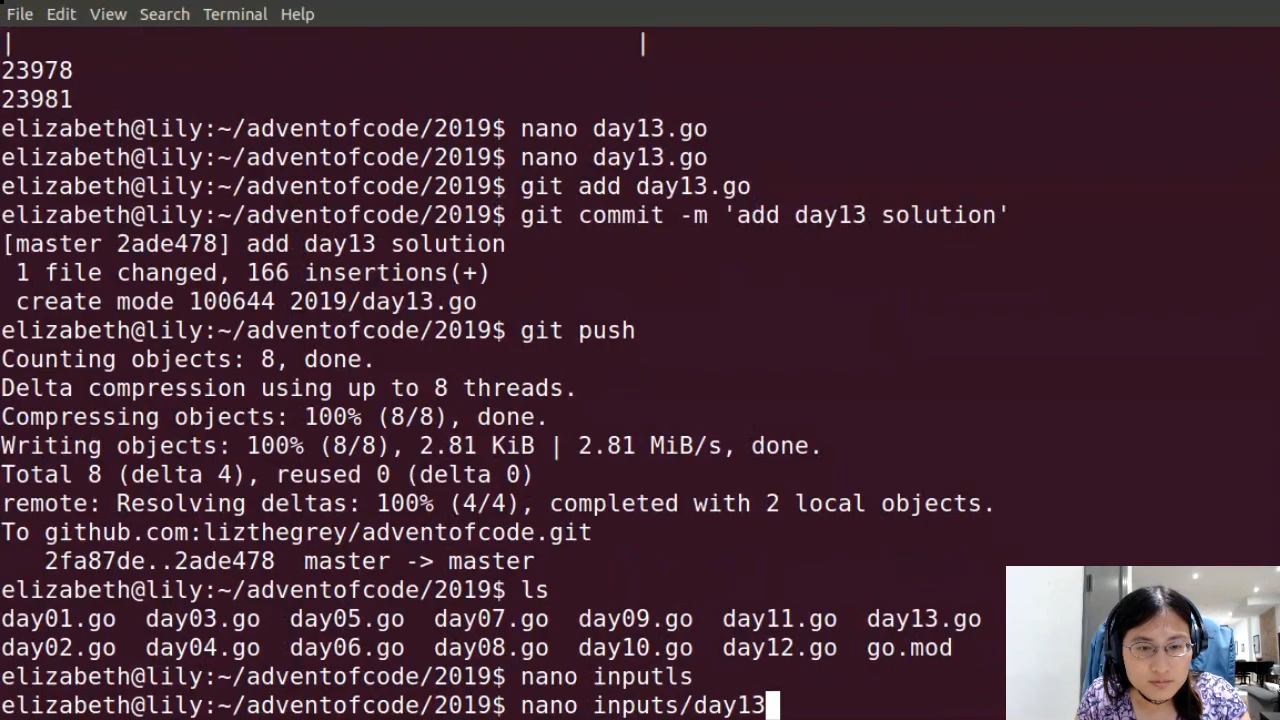 File Edit View Search Terminal Help
| |
23978
23981
elizabeth@lily:~/adventofcode/2019$ nano day13.go
elizabeth@lily:~/adventofcode/2019$ nano day13.go
elizabeth@lily:~/adventofcode/2019$ git add day13.go
elizabeth@lily:~/adventofcode/2019$ git commit -m 'add day13 solution'
[master 2ade478] add day13 solution
 1 file changed, 166 insertions(+)
 create mode 100644 2019/day13.go
elizabeth@lily:~/adventofcode/2019$ git push
Counting objects: 8, done.
Delta compression using up to 8 threads.
Compressing objects: 100% (8/8), done.
Writing objects: 100% (8/8), 2.81 KiB | 2.81 MiB/s, done.
Total 8 (delta 4), reused 0 (delta 0)
remote: Resolving deltas: 100% (4/4), completed with 2 local objects.
To github.com:lizthegrey/adventofcode.git
   2fa87de..2ade478  master -> master
elizabeth@lily:~/adventofcode/2019$ ls
day01.go  day03.go  day05.go  day07.go  day09.go  day11.go  day13.go
day02.go  day04.go  day06.go  day08.go  day10.go  day12.go  go.mod
elizabeth@lily:~/adventofcode/2019$ nano inputls
elizabeth@lily:~/adventofcode/2019$ nano inputs/day13